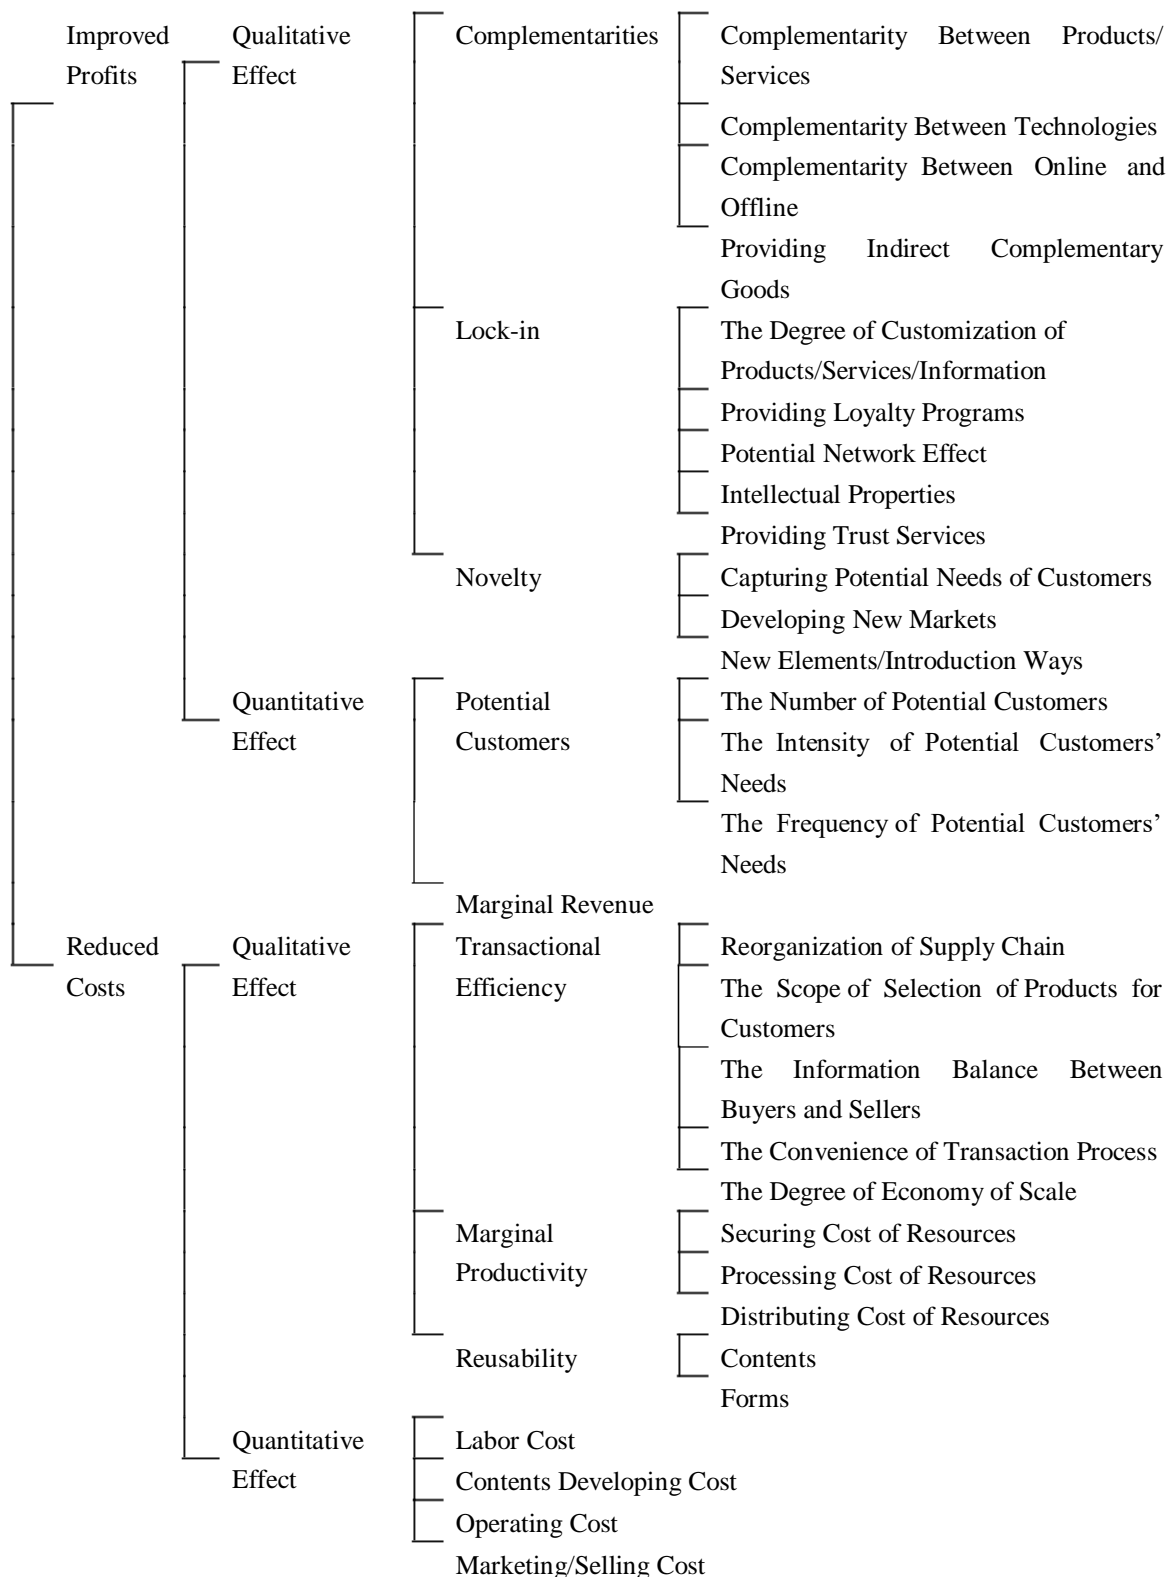 Improved Qualitative Complementarities Complementarity Between Products/
Profits Effect Services
Complementarity Between Technologies
Complementarity Between Online and
Offline
Providing Indirect Complementary
Goods
Lock-in The Degree of Customization of
Products/Services/Information
Providing Loyalty Programs
Potential Network Effect
Intellectual Properties
Providing Trust Services
Novelty Capturing Potential Needs of Customers
Developing New Markets
New Elements/Introduction Ways
Quantitative Potential The Number of Potential Customers
Effect Customers The Intensity of Potential Customers’
Needs
The Frequency of Potential Customers’
Needs
Marginal Revenue
Reduced Qualitative Transactional Reorganization of Supply Chain
Costs Effect Efficiency The Scope of Selection of Products for
Customers
The Information Balance Between
Buyers and Sellers
The Convenience of Transaction Process
The Degree of Economy of Scale
Marginal Securing Cost of Resources
Productivity Processing Cost of Resources
Distributing Cost of Resources
Reusability Contents
Forms
Quantitative Labor Cost
Effect Contents Developing Cost
Operating Cost
Marketing/Selling Cost